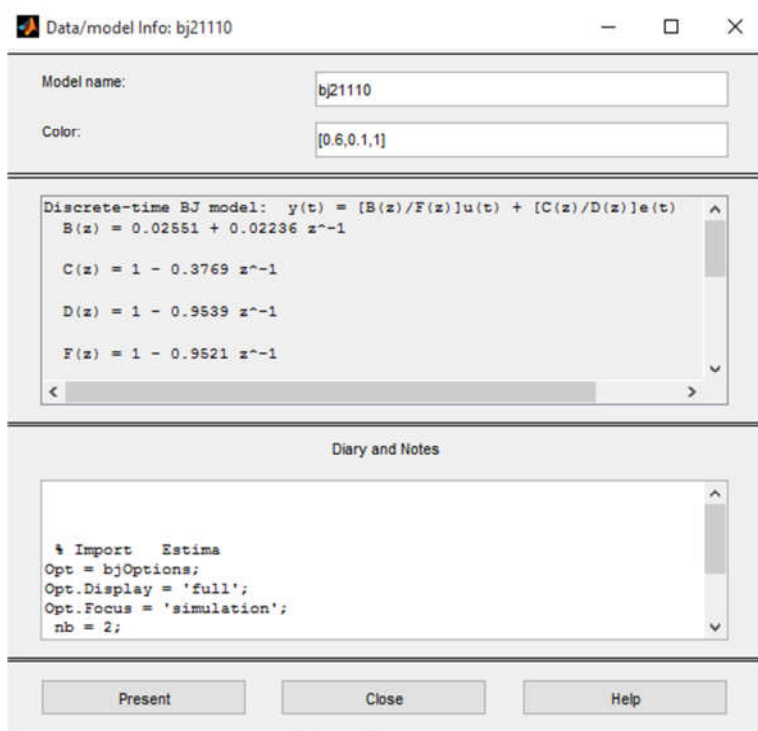 Data/model Info: bj21110
Model name:
bj21110
Color:
[0.6,0.1,1]
Discrete-time BJ model:  y(t) = [B(z)/F(z)]u(t) + [C(z)/D(z)]e(t)
B(z) = 0.02551 + 0.02236 z^-1
C(z) = 1 - 0.3769 z^-1
D(z) = 1 - 0.9539 z^-1
F(z) = 1 - 0.9521 z^-1
Diary and Notes
% Import   Estima
Opt = bjOptions;
Opt.Display = 'full';
Opt.Focus = 'simulation';
nb = 2;
Present
Close
Help